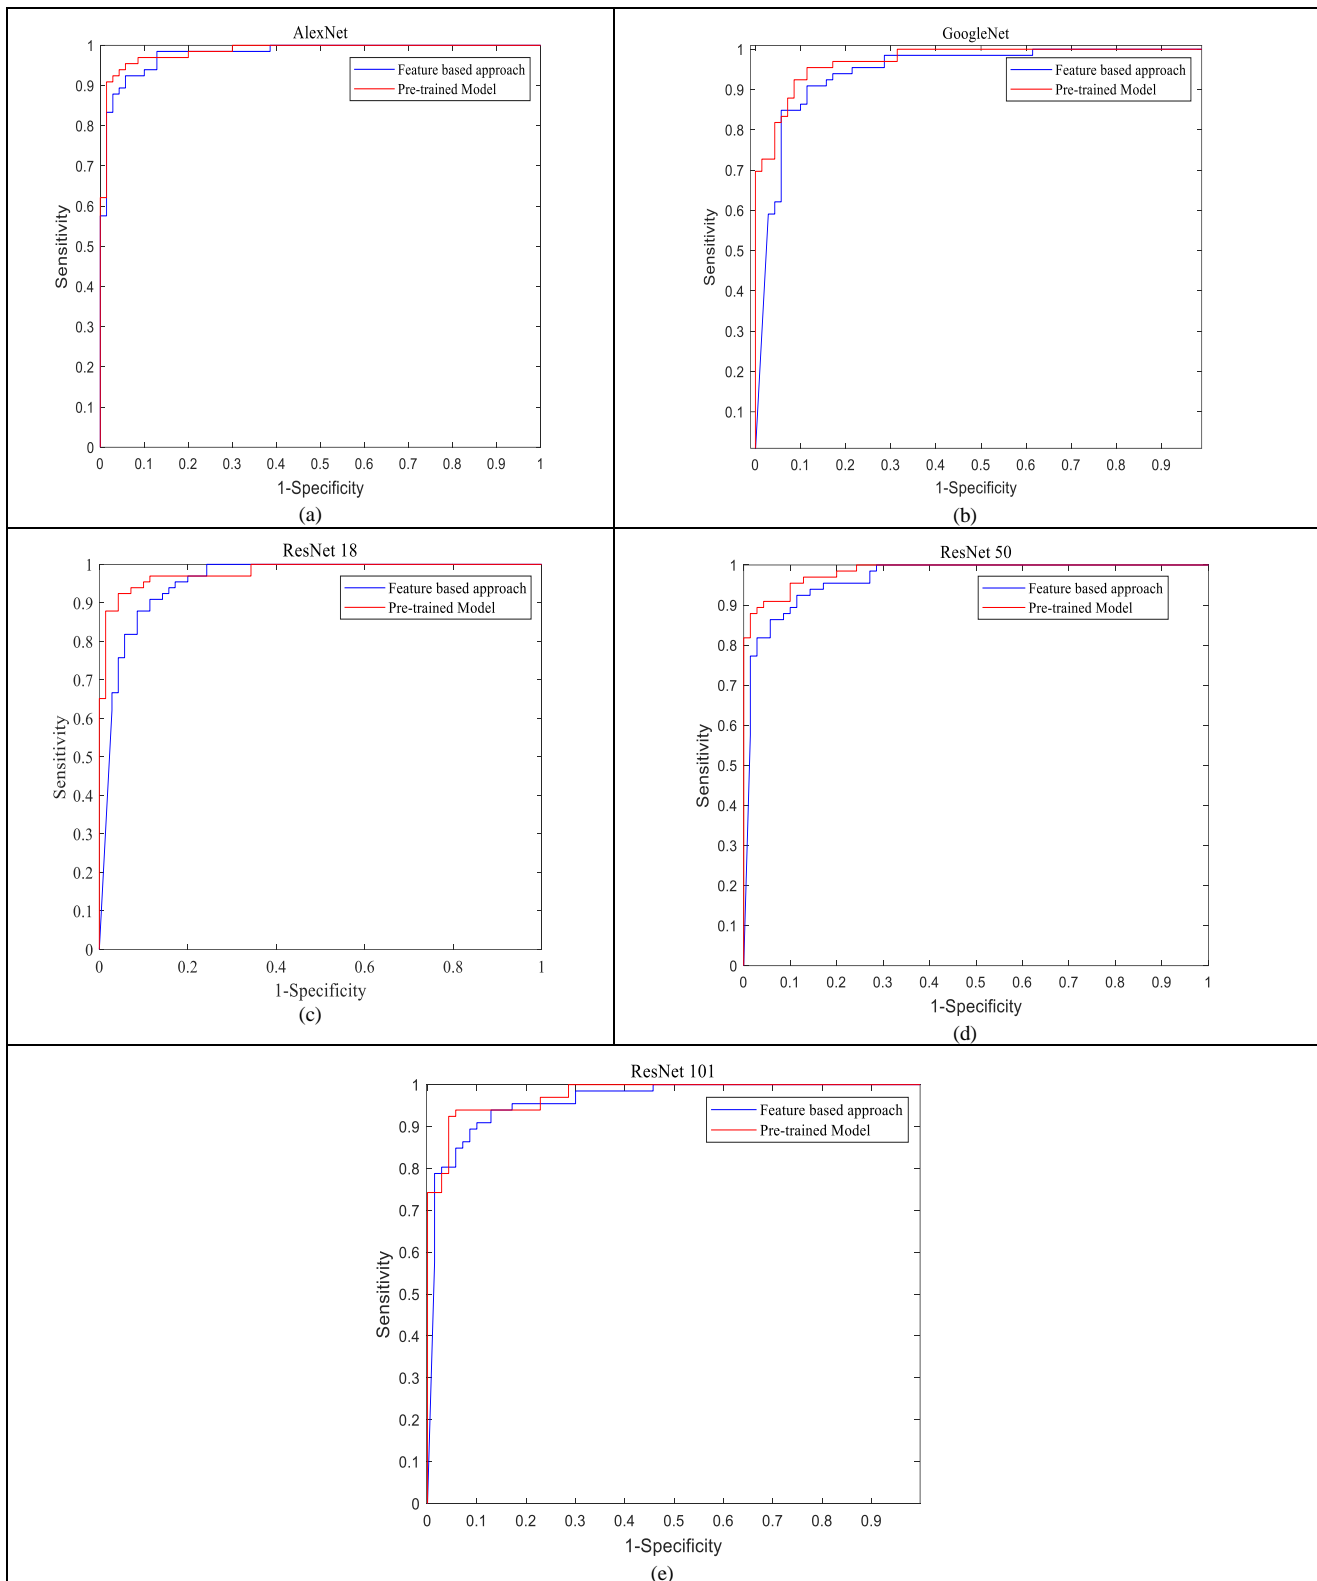 AlexNet
1
0.9
0.8
0.7
0.6
0.5
0.4
0.3
0.2
0.1
0
Sensitivity
Feature based approach
Pre-trained Model
0 0.1 0.2 0.3 0.4 0.5 0.6 0.7 0.8 0.9 1
1-Specificity
(a)
GoogleNet
1
0.9
0.8
0.7
0.6
0.5
0.4
0.3
0.2
0.1
Sensitivity
Feature based approach
Pre-trained Model
0 0.1 0.2 0.3 0.4 0.5 0.6 0.7 0.8 0.9
1-Specificity
(b)
ResNet 18
1
0.9
0.8
0.7
0.6
0.5
0.4
0.3
0.2
0.1
0
Sensitivity
Feature based approach
Pre-trained Model
0 0.2 0.4 0.6 0.8 1
1-Specificity
(c)
ResNet 50
1
0.9
0.8
0.7
0.6
0.5
0.4
0.3
0.2
0.1
0
Sensitivity
Feature based approach
Pre-trained Model
0 0.1 0.2 0.3 0.4 0.5 0.6 0.7 0.8 0.9 1
1-Specificity
(d)
ResNet 101
1
0.9
0.8
0.7
0.6
0.5
0.4
0.3
0.2
0.1
0
Sensitivity
Feature based approach
Pre-trained Model
0 0.1 0.2 0.3 0.4 0.5 0.6 0.7 0.8 0.9
1-Specificity
(e)